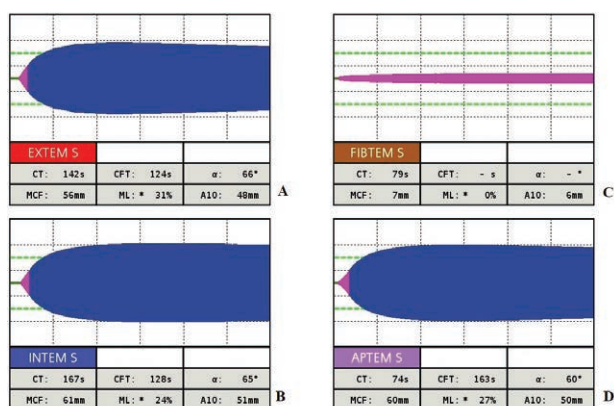 EXTEM S
CT: 142s CFT: 124s α: 66°
MCF: 56mm ML: * 31% A10: 48mm
A
FIBTEM S
CT: 79s CFT: - s α: - °
MCF: 7mm ML: * 0% A10: 6mm
C
INTEM S
CT: 167s CFT: 128s α: 65°
MCF: 61mm ML: * 24% A10: 51mm
B
APTEM S
CT: 74s CFT: 163s α: 60°
MCF: 60mm ML: * 27% A10: 50mm
D